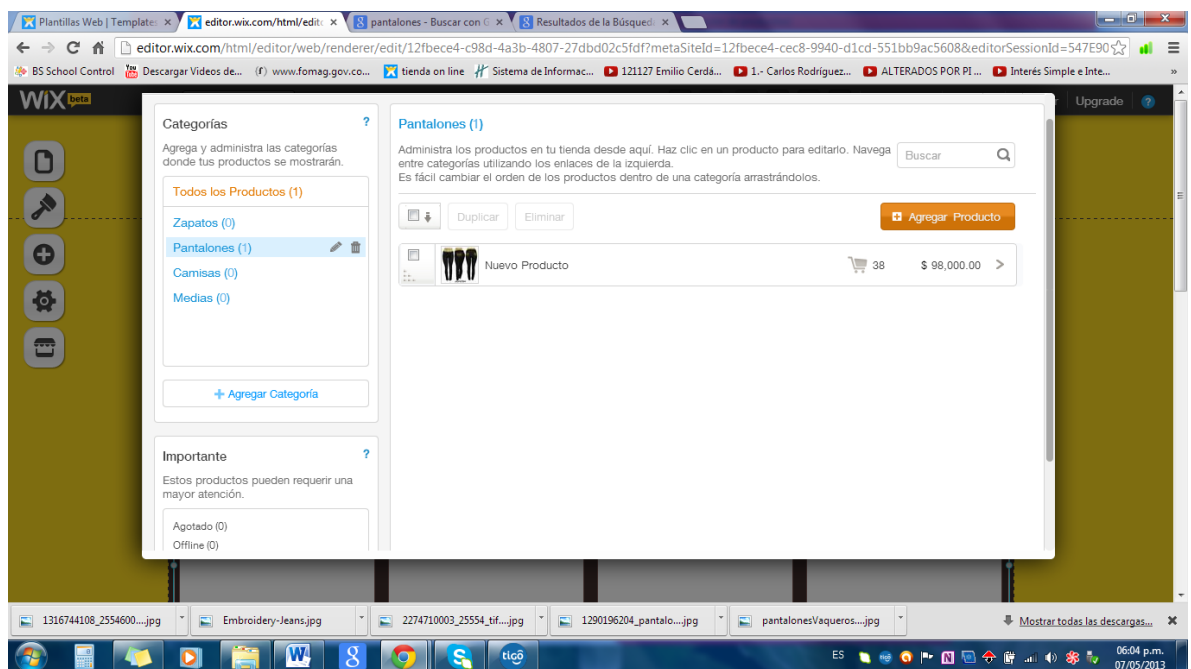 Plantillas Web | Template
editor.wix.com/html/edit
pantalones - Buscar con G
Resultados de la Búsqued
editor.wix.com/html/editor/web/renderer/edit/12fbece4-c98d-4a3b-4807-27dbd02c5fdf?metaSiteId=12fbece4-cec8-9940-d1cd-551bb9ac5608&editorSessionId=547E90
BS School Control
You Tube
Descargar Videos de...
(f) www.fomag.gov.co...
tienda on line
Sistema de Informac...
121127 Emilio Cerdá...
1.- Carlos Rodríguez...
ALTERADOS POR PI ...
Interés Simple e Inte...
»
WiX beta
r
Upgrade
?
Categorías ?
Agrega y administra las categorías
donde tus productos se mostrarán.
Todos los Productos (1)
Zapatos (0)
Pantalones (1)
Camisas (0)
Medias (0)
+ Agregar Categoría
Importante ?
Estos productos pueden requerir una
mayor atención.
Agotado (0)
Offline (0)
Pantalones (1)
Administra los productos en tu tienda desde aquí. Haz clic en un producto para editarlo. Navega
entre categorías utilizando los enlaces de la izquierda.
Es fácil cambiar el orden de los productos dentro de una categoría arrastrándolos.
Buscar
Duplicar
Eliminar
Agregar Producto
Nuevo Producto
38
$ 98,000.00
1316744108_2554600....jpg
Embroidery-Jeans.jpg
2274710003_25554_tif....jpg
1290196204_pantalo....jpg
pantalonesVaqueros....jpg
Mostrar todas las descargas...
W
8
S
tigo
ES
N
06:04 p.m.
07/05/2013